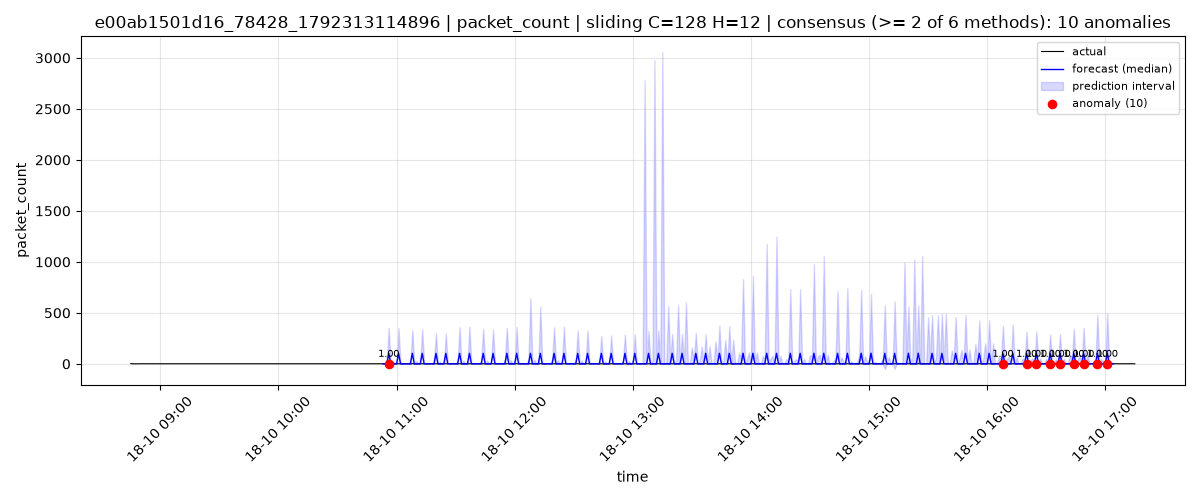 e00ab1501d16_78428_1792313114896 | packet_count | sliding C=128 H=12 | consensus (>= 2 of 6 methods): 10 anomalies
actual
forecast (median)
prediction interval
anomaly (10)
packet_count
3000
2500
2000
1500
1000
500
0
1.00
1.00
18-10 09:00
18-10 10:00
18-10 11:00
18-10 12:00
18-10 13:00
18-10 14:00
18-10 15:00
18-10 16:00
18-10 17:00
time